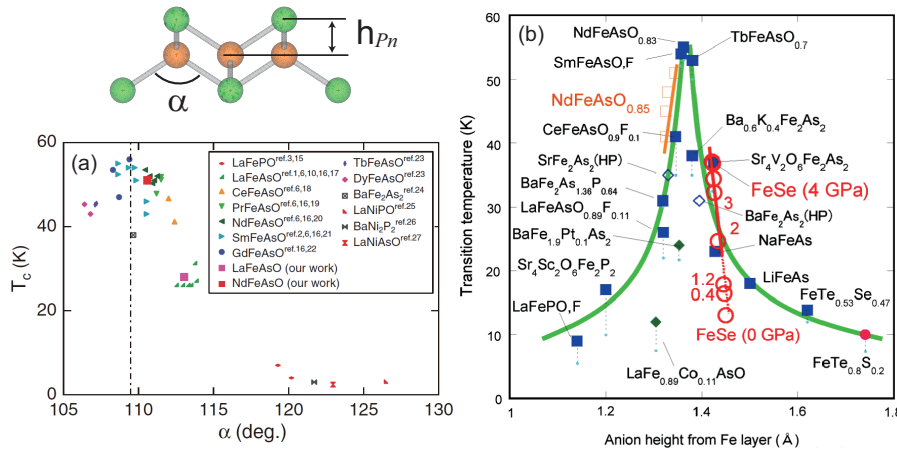 h_Pn
α
(a)
T_c (K)
60
40
20
0
105
110
115
120
125
130
α (deg.)
LaFePO ref.3,15
LaFeAsO ref.1,6,10,16,17
CeFeAsO ref.6,18
PrFeAsO ref.6,16,19
NdFeAsO ref.6,16,20
SmFeAsO ref.2,6,16,21
GdFeAsO ref.16,22
LaFeAsO (our work)
NdFeAsO (our work)
TbFeAsO ref.23
DyFeAsO ref.23
BaFe2As2 ref.24
LaNiPO ref.25
BaNi2P2 ref.26
LaNiAsO ref.27
(b)
Transition temperature (K)
60
50
40
30
20
10
0
1
1.2
1.4
1.6
1.8
Anion height from Fe layer (Å)
NdFeAsO0.83
TbFeAsO0.7
SmFeAsO,F
NdFeAsO0.85
CeFeAsO0.9F0.1
Ba0.6K0.4Fe2As2
SrFe2As2(HP)
Sr4V2O6Fe2As2
BaFe2As1.36P0.64
FeSe (4 GPa)
3
LaFeAsO0.89F0.11
BaFe2As2(HP)
2
BaFe1.9Pt0.1As2
NaFeAs
Sr4Sc2O6Fe2P2
LiFeAs
1.2
0.4
FeTe0.53Se0.47
LaFePO,F
FeSe (0 GPa)
FeTe0.8S0.2
LaFe0.89Co0.11AsO